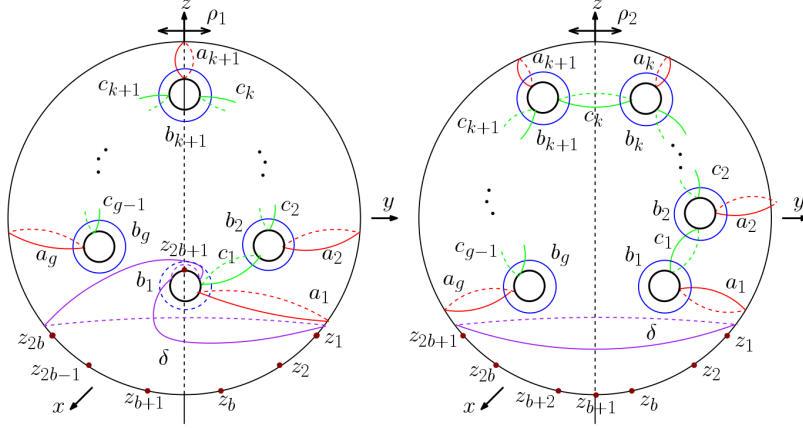 z
ρ_1
a_{k+1}
c_{k+1}
c_k
b_{k+1}
c_{g−1}
b_g
b_2
c_2
y
z_{2b+1}
c_1
a_g
a_2
b_1
a_1
z_{2b}
δ
z_1
z_{2b−1}
z_2
x
z_{b+1}
z_b
z
ρ_2
a_{k+1}
a_k
c_{k+1}
c_k
b_{k+1}
b_k
c_2
b_2
y
a_2
c_{g−1}
b_g
b_1
c_1
a_g
a_1
z_{2b+1}
δ
z_1
z_{2b}
z_2
x
z_{b+2}
z_{b+1}
z_b